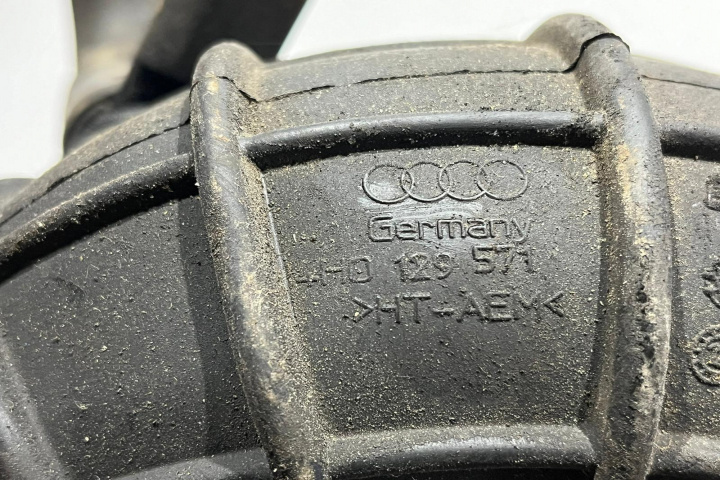 Germany
4H0 129 571
>HT-AEM<